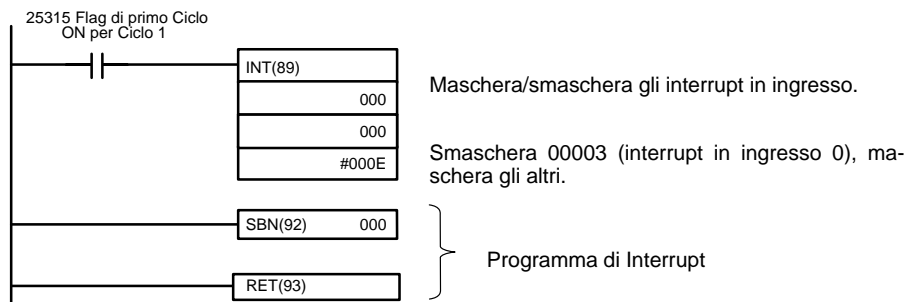 25315 Flag di primo Ciclo
ON per Ciclo 1
INT(89)
000
000
#000E
Maschera/smaschera gli interrupt in ingresso.
Smaschera 00003 (interrupt in ingresso 0), ma-
schera gli altri.
SBN(92) 000
Programma di Interrupt
RET(93)